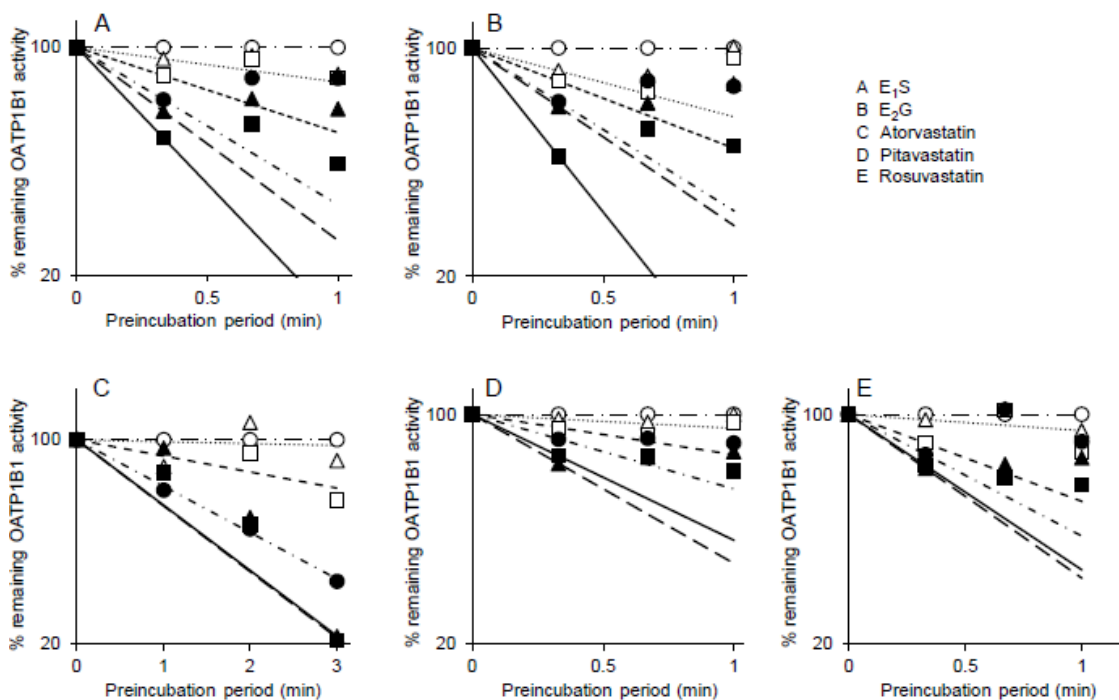 A
% remaining OATP1B1 activity
100
20
0
0.5
1
Preincubation period (min)
B
% remaining OATP1B1 activity
100
20
0
0.5
1
Preincubation period (min)
A E₁S
B E₂G
C Atorvastatin
D Pitavastatin
E Rosuvastatin
C
% remaining OATP1B1 activity
100
20
0
1
2
3
Preincubation period (min)
D
% remaining OATP1B1 activity
100
20
0
0.5
1
Preincubation period (min)
E
% remaining OATP1B1 activity
100
20
0
0.5
1
Preincubation period (min)